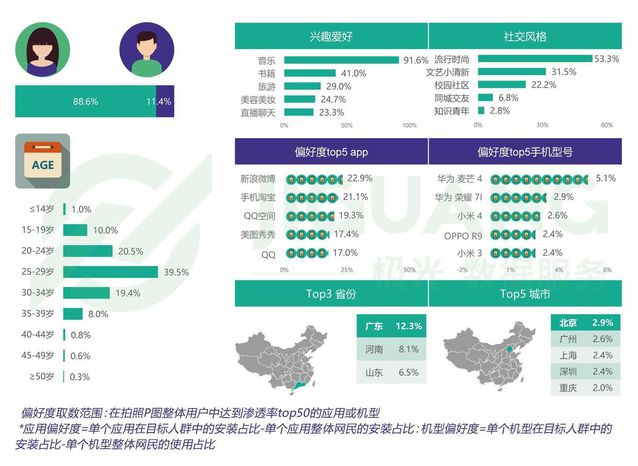 88.6%
11.4%
AGE
≤14岁 1.0%
15-19岁 10.0%
20-24岁 20.5%
25-29岁 39.5%
30-34岁 19.4%
35-39岁 8.0%
40-44岁 0.8%
45-49岁 0.6%
≥50岁 0.3%
兴趣爱好
音乐 91.6%
书籍 41.0%
旅游 29.0%
美容美妆 24.7%
直播聊天 23.3%
0% 50% 100%
社交风格
流行时尚 53.3%
文艺小清新 31.5%
校园社区 22.2%
同城交友 6.8%
知识青年 2.8%
0% 30% 60%
偏好度top5 app
新浪微博 22.9%
手机淘宝 21.1%
QQ空间 19.3%
美图秀秀 17.4%
QQ 17.0%
0% 25% 50%
偏好度top5手机型号
华为 麦芒 4 5.1%
华为 荣耀 7I 2.9%
小米 4 2.6%
OPPO R9 2.4%
小米 3 2.4%
-2% 1% 4% 6%
Top3 省份
广东 12.3%
河南 8.1%
山东 6.5%
Top5 城市
北京 2.9%
广州 2.6%
上海 2.4%
深圳 2.4%
重庆 2.0%
JIGUANG
极光 数据服务
偏好度取数范围：在拍照P图整体用户中达到渗透率top50的应用或机型
*应用偏好度=单个应用在目标人群中的安装占比-单个应用整体网民的安装占比；机型偏好度=单个机型在目标人群中的
安装占比-单个机型整体网民的使用占比